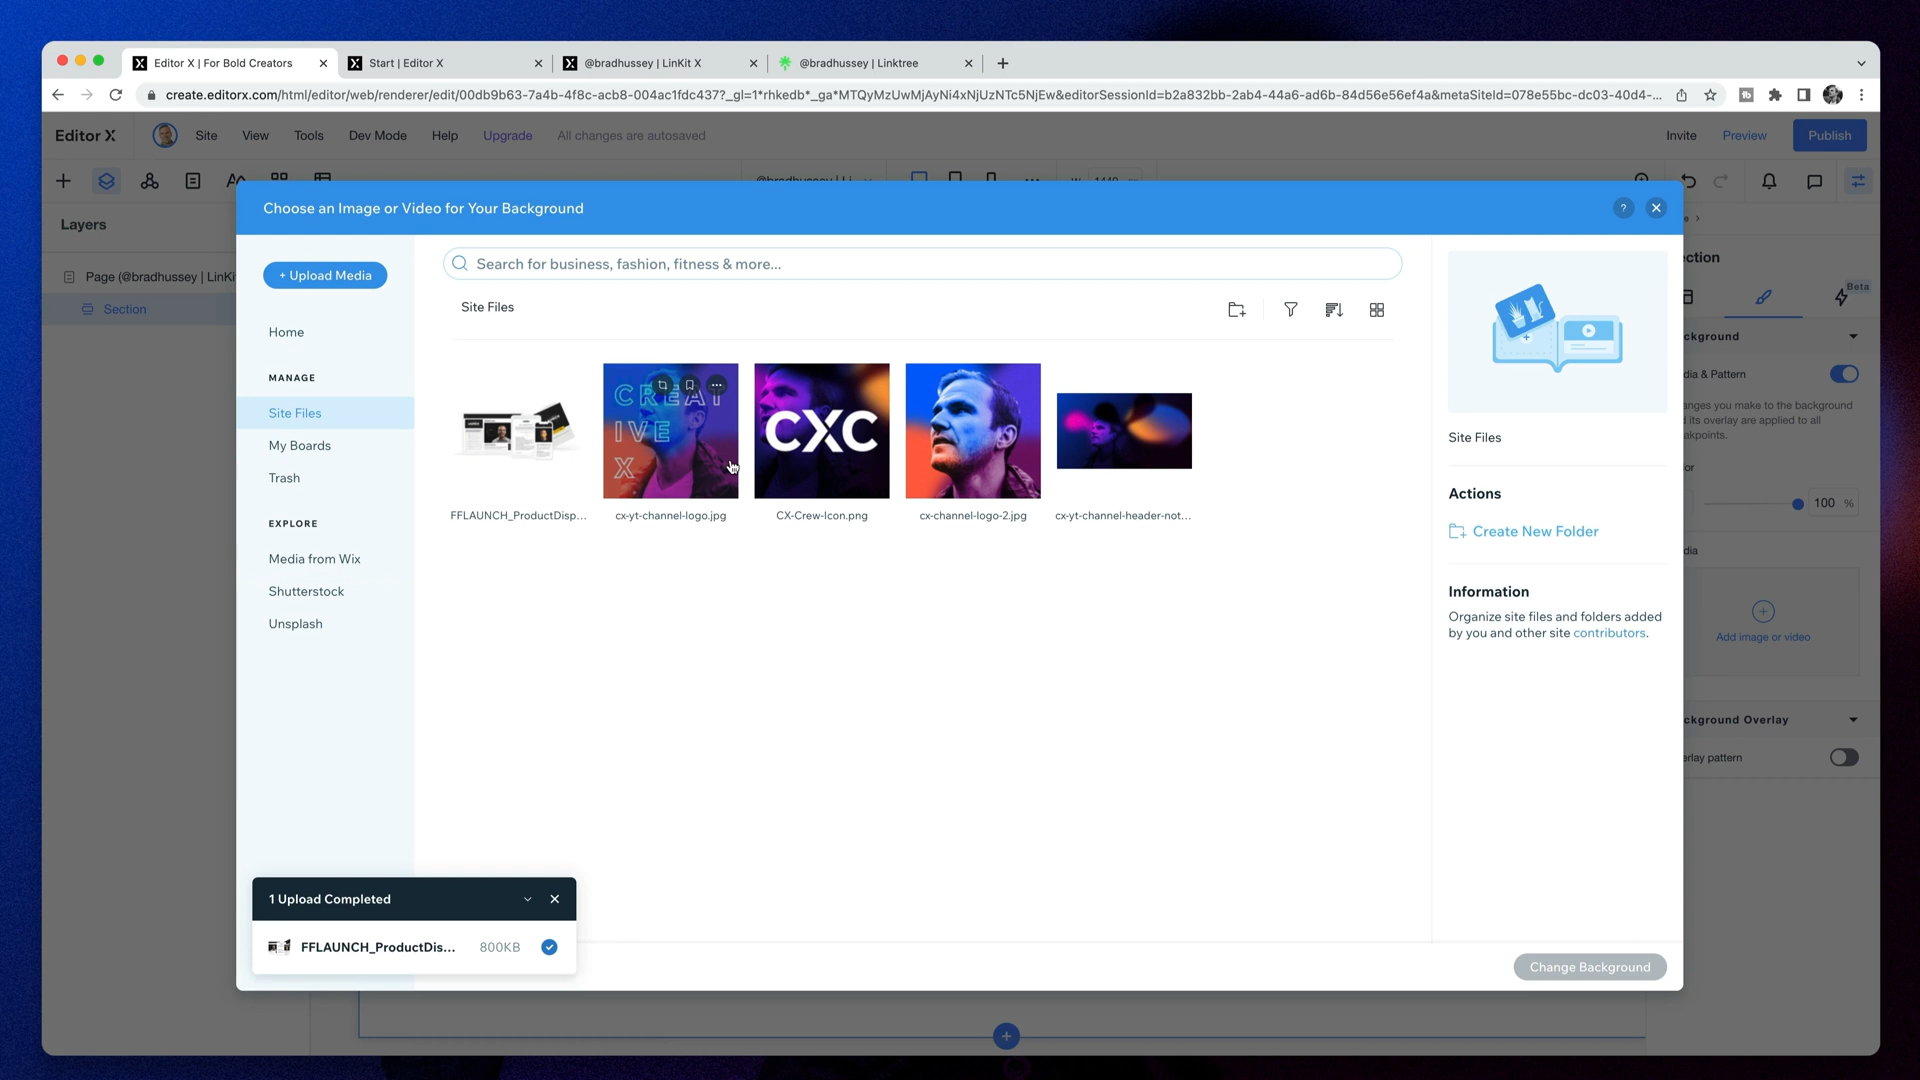 Editor X | For Bold Creators
Start | Editor X
@bradhussey | LinKit X
@bradhussey | Linktree
create.editorx.com/html/editor/web/renderer/edit/00db9b63-7a4b-4f8c-acb8-004ac1fdc437?_gl=1*rhkedb*_ga*MTQyMzUwMjAyNi4xNjUzNTc5NjEw&editorSessionId=b2a832bb-2ab4-44a6-ad6b-84d56e56ef4a&metaSiteId=078e55bc-dc03-40d4-...
Editor X
Site
View
Tools
Dev Mode
Help
Upgrade
All changes are autosaved
Invite
Preview
Publish
Layers
Page (@bradhussey | LinKi
Section
Choose an Image or Video for Your Background
?
+ Upload Media
Home
MANAGE
Site Files
My Boards
Trash
EXPLORE
Media from Wix
Shutterstock
Unsplash
Search for business, fashion, fitness & more...
Site Files
CREAT
IVE
X
CXC
FFLAUNCH_ProductDisp...
cx-yt-channel-logo.jpg
CX-Crew-Icon.png
cx-channel-logo-2.jpg
cx-yt-channel-header-not...
Site Files
Actions
Create New Folder
Information
Organize site files and folders added
by you and other site contributors.
Change Background
1 Upload Completed
FFLAUNCH_ProductDis...
800KB
ction
Beta
ckground
dia & Pattern
anges you make to the background
its overlay are applied to all
akpoints.
or
100 %
dia
Add image or video
ckground Overlay
erlay pattern